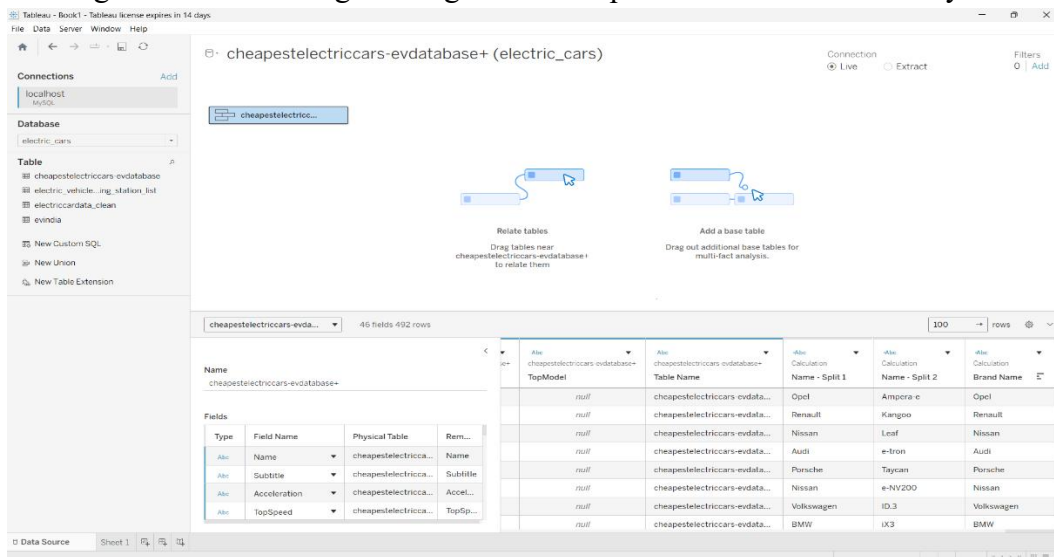 Tableau - Book1 - Tableau license expires in 14 days
File Data Server Window Help
Connections Add
localhost
MySQL
Database
electric_cars
Table
cheapestelectriccars-evdatabase
electric_vehicle...ing_station_list
electriccardata_clean
evindia
New Custom SQL
New Union
New Table Extension
cheapestelectriccars-evdatabase+ (electric_cars)
Connection
Live Extract
Filters
0 Add
cheapestelectricc...
Relate tables
Drag tables near
cheapestelectriccars-evdatabase+
to relate them
Add a base table
Drag out additional base tables for
multi-fact analysis.
cheapestelectriccars-evda... 46 fields 492 rows 100 rows
Name
cheapestelectriccars-evdatabase+
Fields
Type Field Name Physical Table Rem...
Abc Name cheapestelectricca... Name
Abc Subtitle cheapestelectricca... Subtitle
Abc Acceleration cheapestelectricca... Accel...
Abc TopSpeed cheapestelectricca... TopSp...
Abc Abc =Abc =Abc =Abc
cheapestelectriccars-evdatabase+ cheapestelectriccars-evdatabase+ Calculation Calculation Calculation
TopModel Table Name Name - Split 1 Name - Split 2 Brand Name
null cheapestelectriccars-evdata... Opel Ampera-e Opel
null cheapestelectriccars-evdata... Renault Kangoo Renault
null cheapestelectriccars-evdata... Nissan Leaf Nissan
null cheapestelectriccars-evdata... Audi e-tron Audi
null cheapestelectriccars-evdata... Porsche Taycan Porsche
null cheapestelectriccars-evdata... Nissan e-NV200 Nissan
null cheapestelectriccars-evdata... Volkswagen ID.3 Volkswagen
null cheapestelectriccars-evdata... BMW iX3 BMW
Data Source Sheet 1